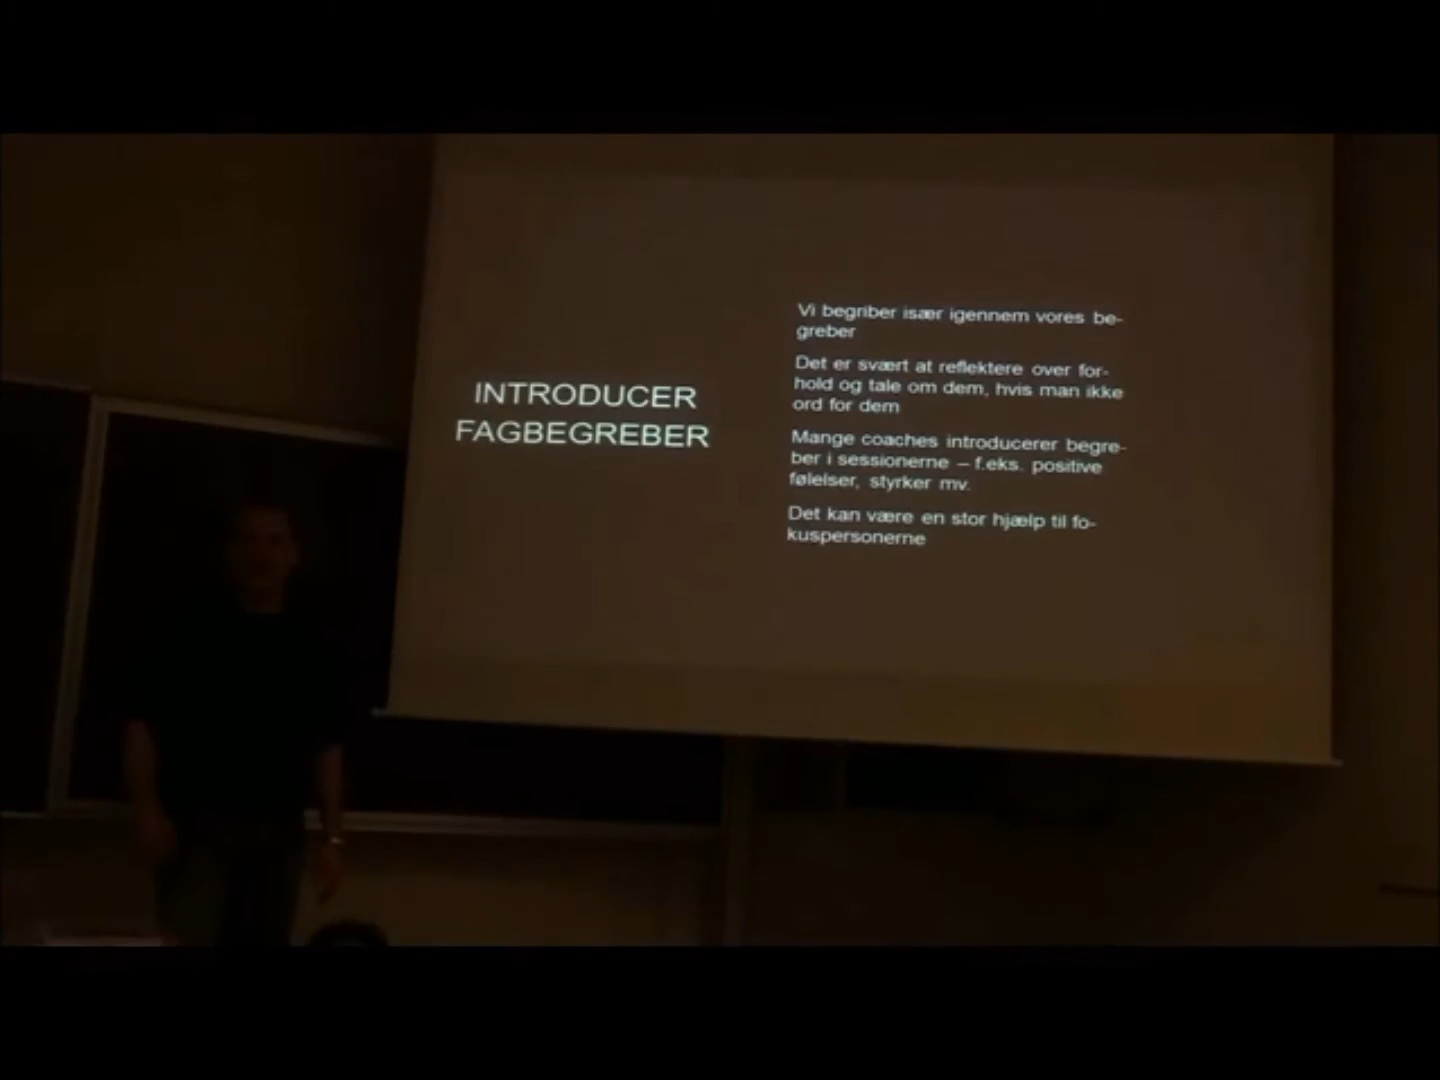 INTRODUCER
FAGBEGREBER
Vi begriber især igennem vores be-
greber
Det er svært at reflektere over for-
hold og tale om dem, hvis man ikke
ord for dem
Mange coaches introducerer begre-
ber i sessionerne – f.eks. positive
følelser, styrker mv.
Det kan være en stor hjælp til fo-
kuspersonerne